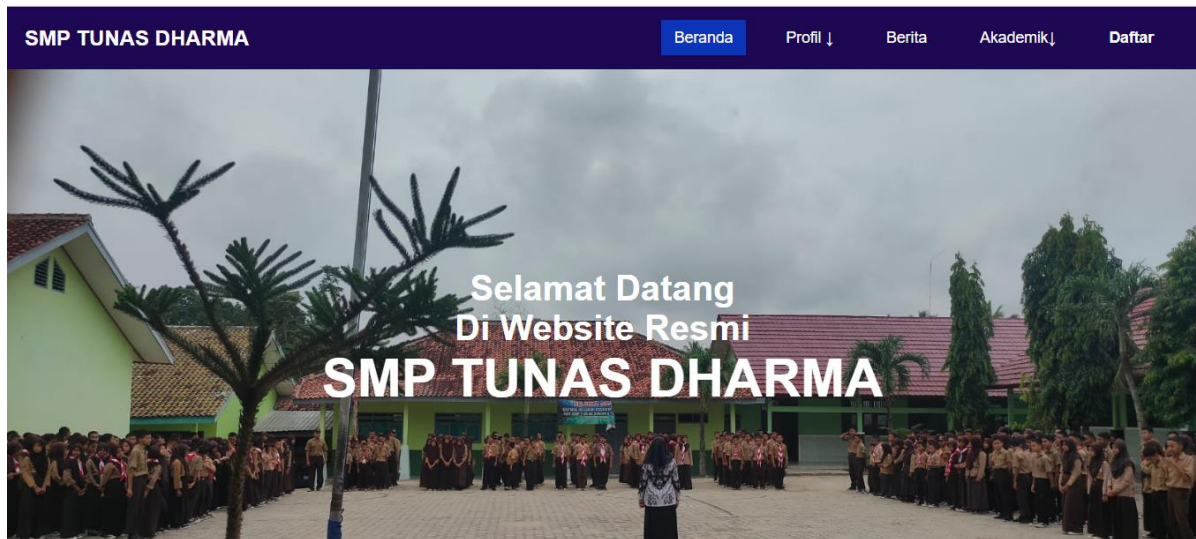 SMP TUNAS DHARMA
Beranda
Profil ↓
Berita
Akademik↓
Daftar
Selamat Datang
Di Website Resmi
SMP TUNAS DHARMA